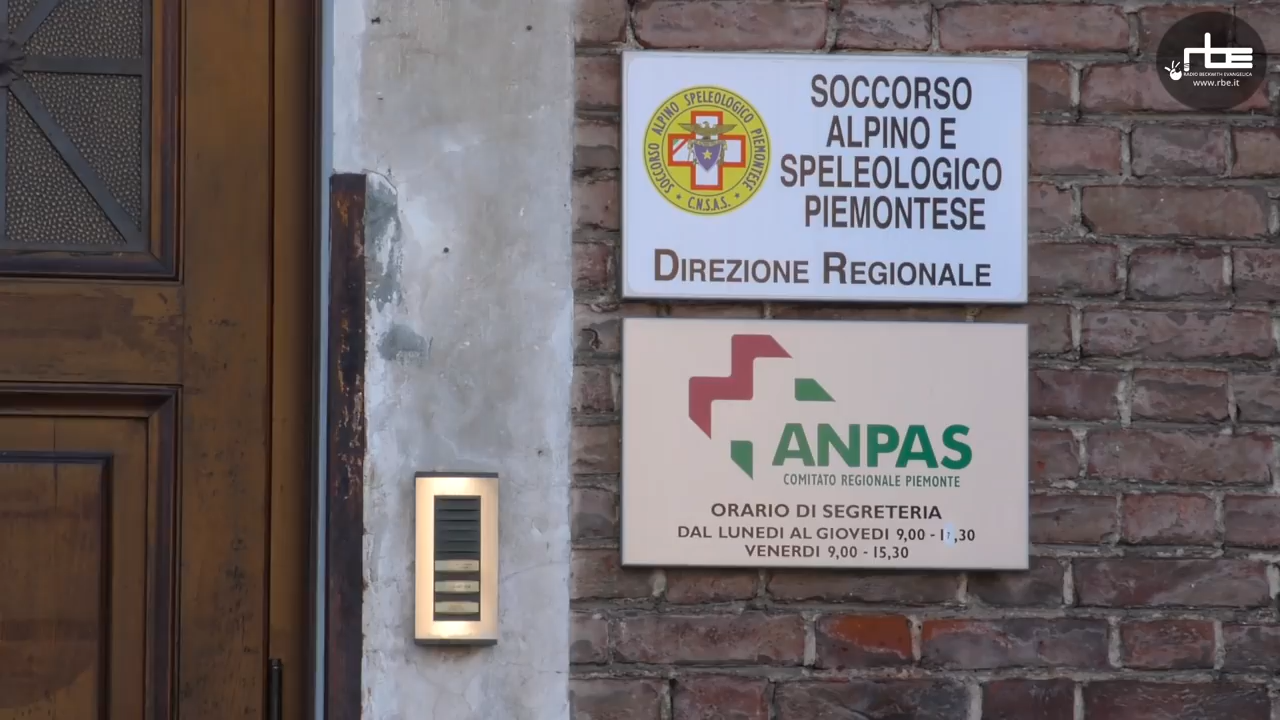 rbe
RADIO BECKWITH EVANGELICA
www.rbe.it
SOCCORSO
ALPINO E
SPELEOLOGICO
PIEMONTESE
SOCCORSO ALPINO SPELEOLOGICO PIEMONTESE
* C.N.S.A.S. *
DIREZIONE REGIONALE
ANPAS
COMITATO REGIONALE PIEMONTE
ORARIO DI SEGRETERIA
DAL LUNEDI AL GIOVEDI 9,00 -
VENERDI 9,00 - 15,30